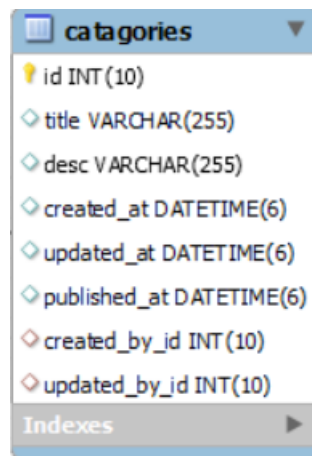 catagories
id INT(10)
title VARCHAR(255)
desc VARCHAR(255)
created_at DATETIME(6)
updated_at DATETIME(6)
published_at DATETIME(6)
created_by_id INT(10)
updated_by_id INT(10)
Indexes